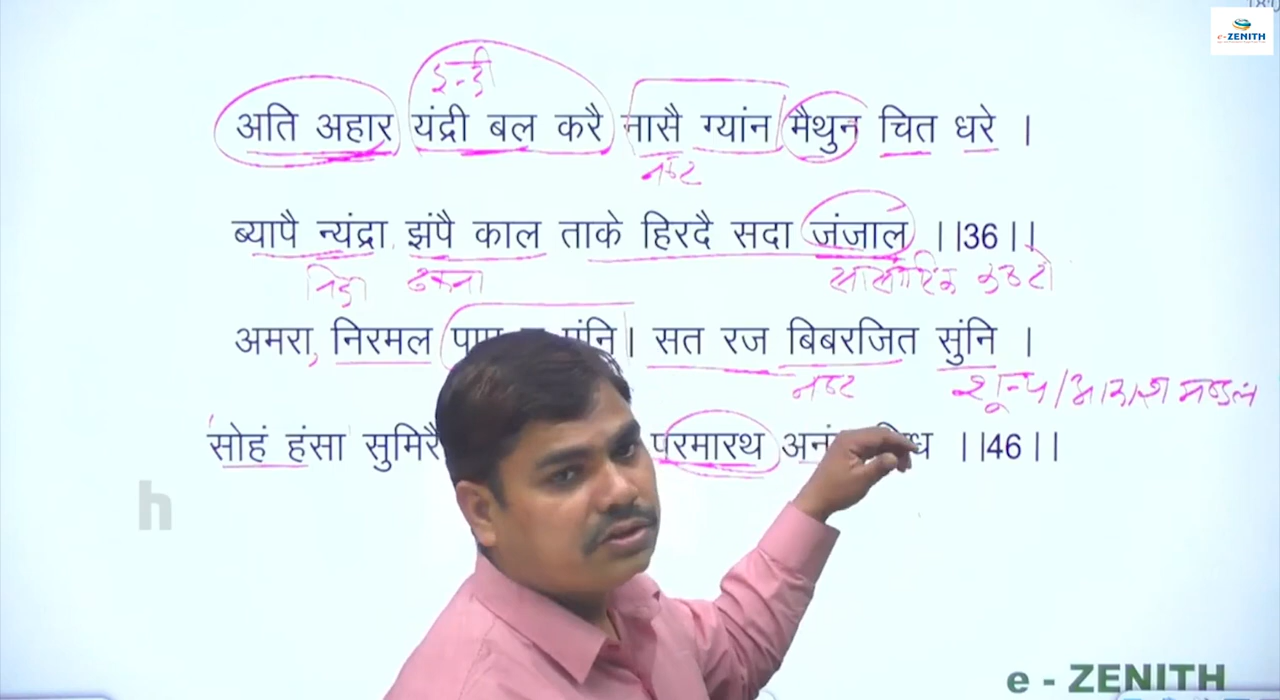 e-ZENITH
इन्द्री
अति अहार यंद्री बल करै नासै ग्यांन मैथुन चित धरे ।
नष्ट
ब्यापै न्यंद्रा झंपै काल ताके हिरदै सदा जंजाल ।।36।।
निद्रा ढकना सांसारिक कष्टो
अमरा, निरमल । सत रज बिबरजित सुंनि ।
नष्ट शून्य/आकाश मण्डल
सोहं हंसा सुमिरै परमारथ ।।46।।
h
e - ZENITH